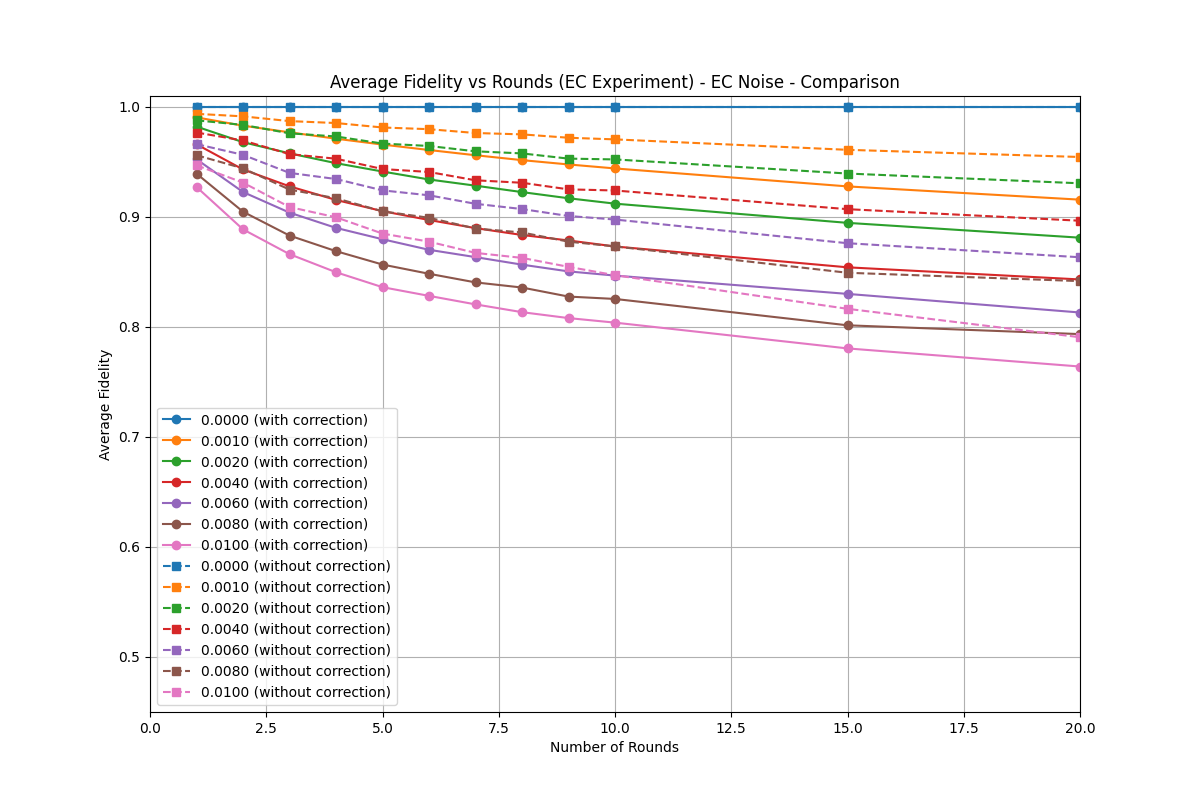 Average Fidelity vs Rounds (EC Experiment) - EC Noise - Comparison
1.0
0.9
0.8
0.7
0.6
0.5
Average Fidelity
0.0000 (with correction)
0.0010 (with correction)
0.0020 (with correction)
0.0040 (with correction)
0.0060 (with correction)
0.0080 (with correction)
0.0100 (with correction)
0.0000 (without correction)
0.0010 (without correction)
0.0020 (without correction)
0.0040 (without correction)
0.0060 (without correction)
0.0080 (without correction)
0.0100 (without correction)
0.0 2.5 5.0 7.5 10.0 12.5 15.0 17.5 20.0
Number of Rounds